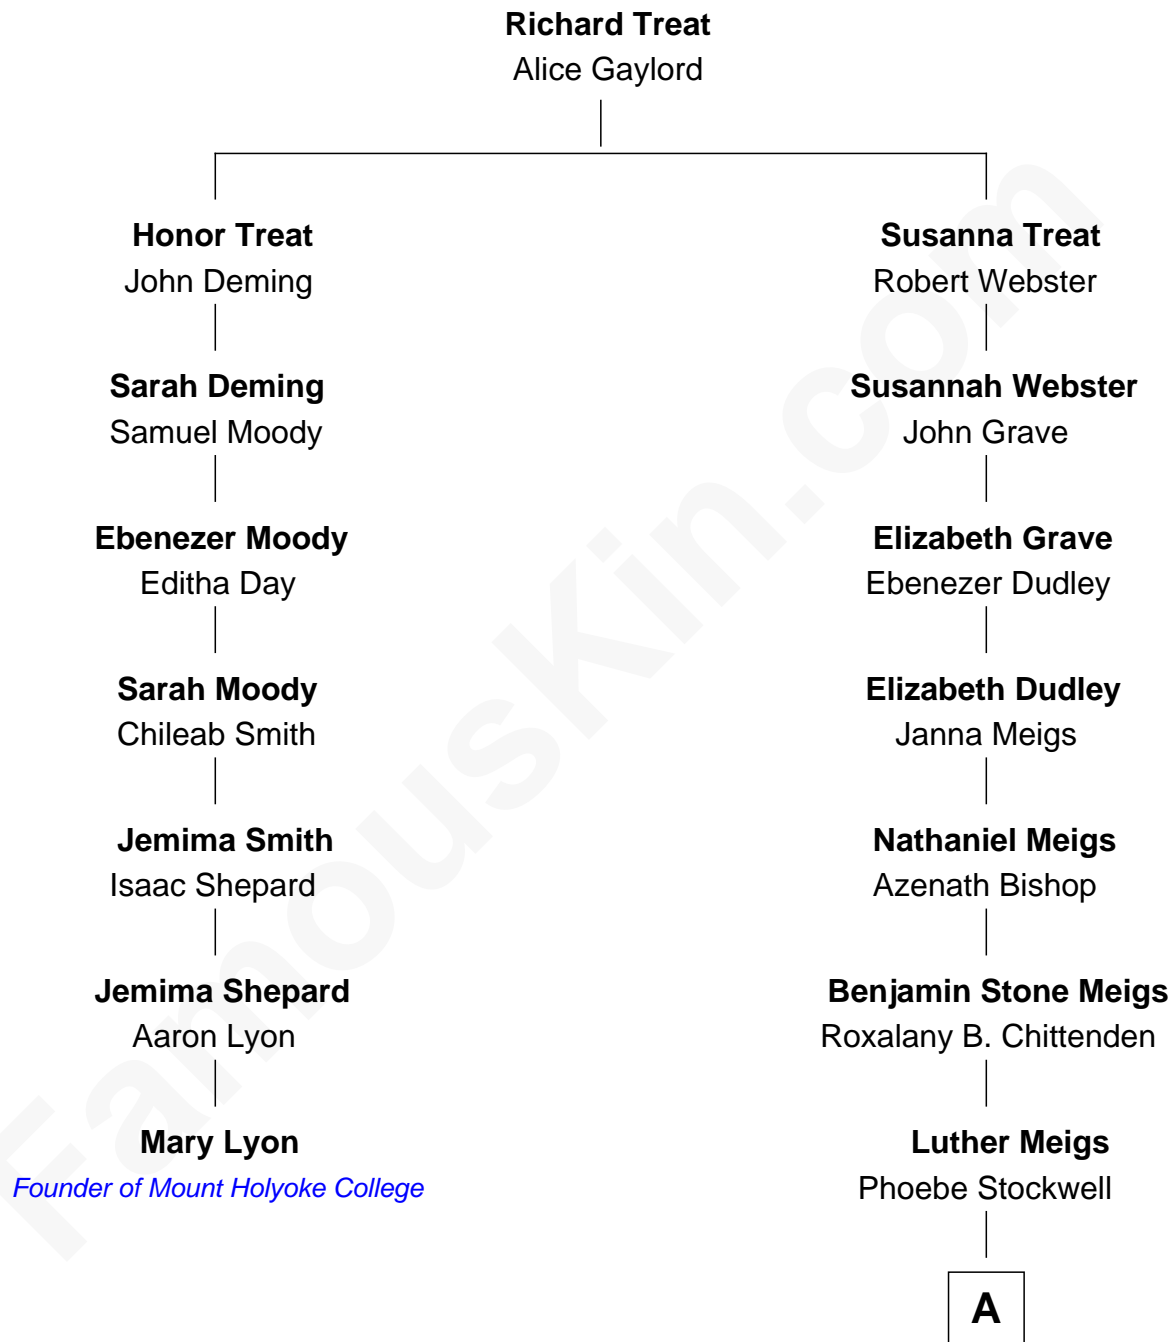 Richard Treat
Alice Gaylord
Honor Treat
John Deming
Susanna Treat
Robert Webster
Sarah Deming
Samuel Moody
Susannah Webster
John Grave
Ebenezer Moody
Editha Day
Elizabeth Grave
Ebenezer Dudley
Sarah Moody
Chileab Smith
Elizabeth Dudley
Janna Meigs
Jemima Smith
Isaac Shepard
Nathaniel Meigs
Azenath Bishop
Jemima Shepard
Aaron Lyon
Benjamin Stone Meigs
Roxalany B. Chittenden
Mary Lyon
Founder of Mount Holyoke College
Luther Meigs
Phoebe Stockwell
A
FamousKin.com